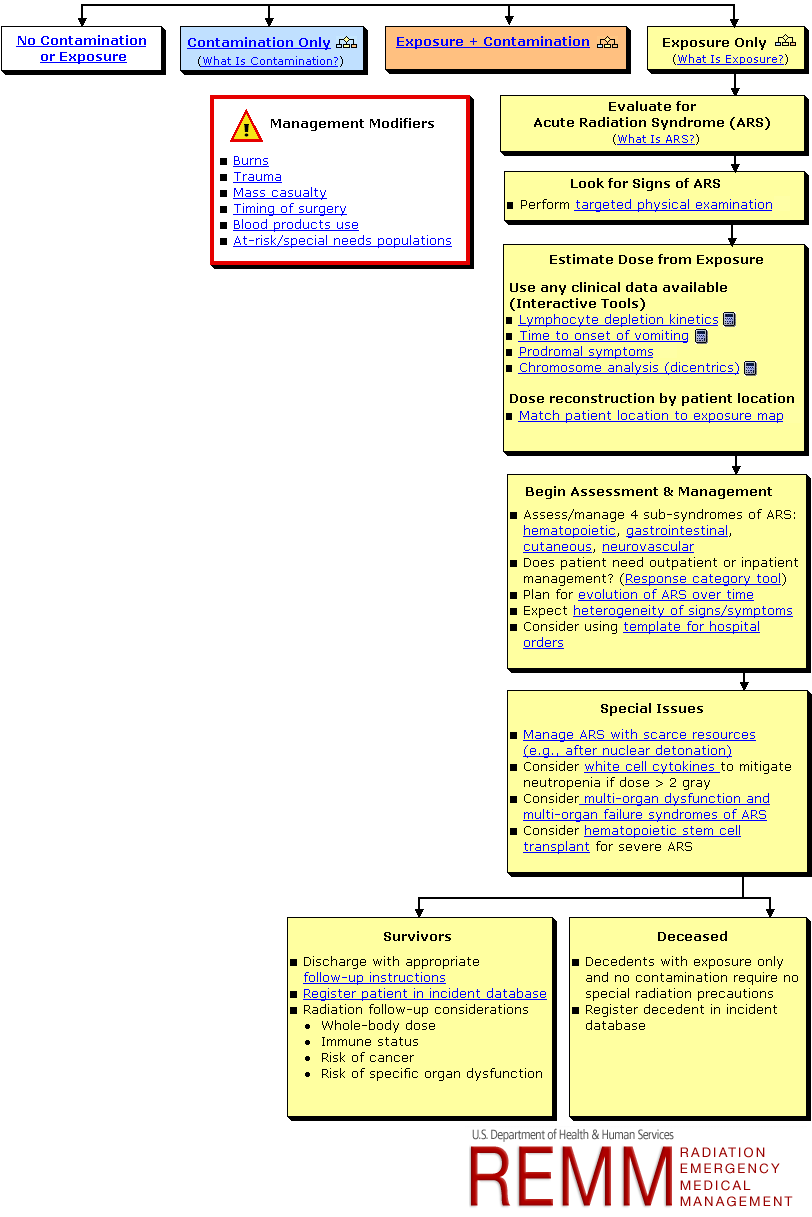 No Contamination
or Exposure
Contamination Only
(What Is Contamination?)
Exposure + Contamination
Exposure Only
(What Is Exposure?)
Management Modifiers
Burns
Trauma
Mass casualty
Timing of surgery
Blood products use
At-risk/special needs populations
Evaluate for
Acute Radiation Syndrome (ARS)
(What Is ARS?)
Look for Signs of ARS
Perform targeted physical examination
Estimate Dose from Exposure
Use any clinical data available
(Interactive Tools)
Lymphocyte depletion kinetics
Time to onset of vomiting
Prodromal symptoms
Chromosome analysis (dicentrics)
Dose reconstruction by patient location
Match patient location to exposure map
Begin Assessment & Management
Assess/manage 4 sub-syndromes of ARS:
hematopoietic, gastrointestinal,
cutaneous, neurovascular
Does patient need outpatient or inpatient
management? (Response category tool)
Plan for evolution of ARS over time
Expect heterogeneity of signs/symptoms
Consider using template for hospital
orders
Special Issues
Manage ARS with scarce resources
(e.g., after nuclear detonation)
Consider white cell cytokines to mitigate
neutropenia if dose > 2 gray
Consider multi-organ dysfunction and
multi-organ failure syndromes of ARS
Consider hematopoietic stem cell
transplant for severe ARS
Survivors
Discharge with appropriate
follow-up instructions
Register patient in incident database
Radiation follow-up considerations
Whole-body dose
Immune status
Risk of cancer
Risk of specific organ dysfunction
Deceased
Decedents with exposure only
and no contamination require no
special radiation precautions
Register decedent in incident
database
U.S. Department of Health & Human Services
REMM
RADIATION
EMERGENCY
MEDICAL
MANAGEMENT